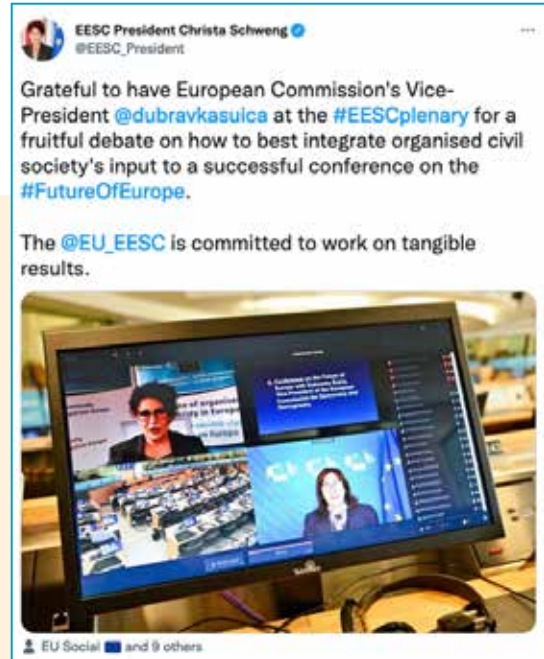 EESC President Christa Schweng
@EESC_President
Grateful to have European Commission's Vice-
President @dubravkasuica at the #EESCplenary for a
fruitful debate on how to best integrate organised civil
society's input to a successful conference on the
#FutureOfEurope.
The @EU_EESC is committed to work on tangible
results.
EU Social 🇪🇺 and 9 others